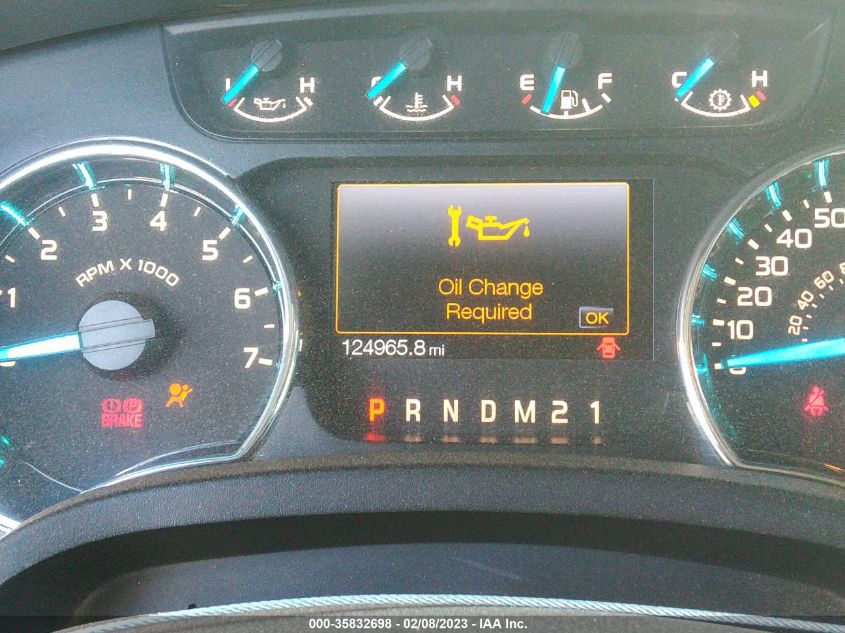 L H
C H
E F
C H
1 2 3 4 5 6 7
RPM X 1000
Oil Change
Required
OK
124965.8 mi
P R N D M 2 1
BRAKE
0 10 20 30 40 50
20 40 60
000-35832698 - 02/08/2023 - IAA Inc.